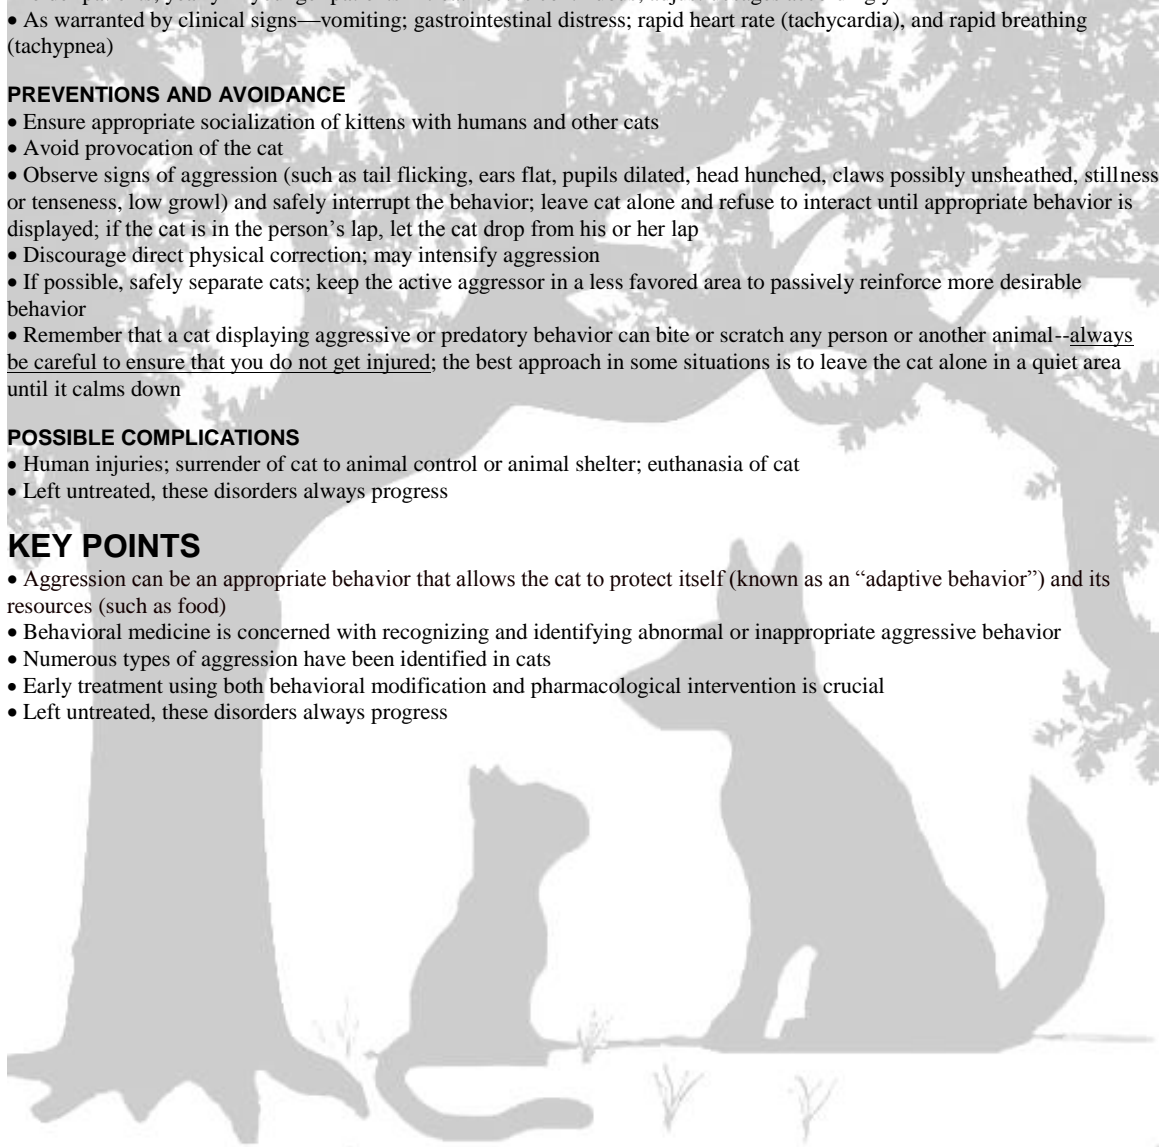 • As warranted by clinical signs—vomiting; gastrointestinal distress; rapid heart rate (tachycardia), and rapid breathing
(tachypnea)
PREVENTIONS AND AVOIDANCE
• Ensure appropriate socialization of kittens with humans and other cats
• Avoid provocation of the cat
• Observe signs of aggression (such as tail flicking, ears flat, pupils dilated, head hunched, claws possibly unsheathed, stillness
or tenseness, low growl) and safely interrupt the behavior; leave cat alone and refuse to interact until appropriate behavior is
displayed; if the cat is in the person’s lap, let the cat drop from his or her lap
• Discourage direct physical correction; may intensify aggression
• If possible, safely separate cats; keep the active aggressor in a less favored area to passively reinforce more desirable
behavior
• Remember that a cat displaying aggressive or predatory behavior can bite or scratch any person or another animal--always
be careful to ensure that you do not get injured; the best approach in some situations is to leave the cat alone in a quiet area
until it calms down
POSSIBLE COMPLICATIONS
• Human injuries; surrender of cat to animal control or animal shelter; euthanasia of cat
• Left untreated, these disorders always progress
KEY POINTS
• Aggression can be an appropriate behavior that allows the cat to protect itself (known as an “adaptive behavior”) and its
resources (such as food)
• Behavioral medicine is concerned with recognizing and identifying abnormal or inappropriate aggressive behavior
• Numerous types of aggression have been identified in cats
• Early treatment using both behavioral modification and pharmacological intervention is crucial
• Left untreated, these disorders always progress